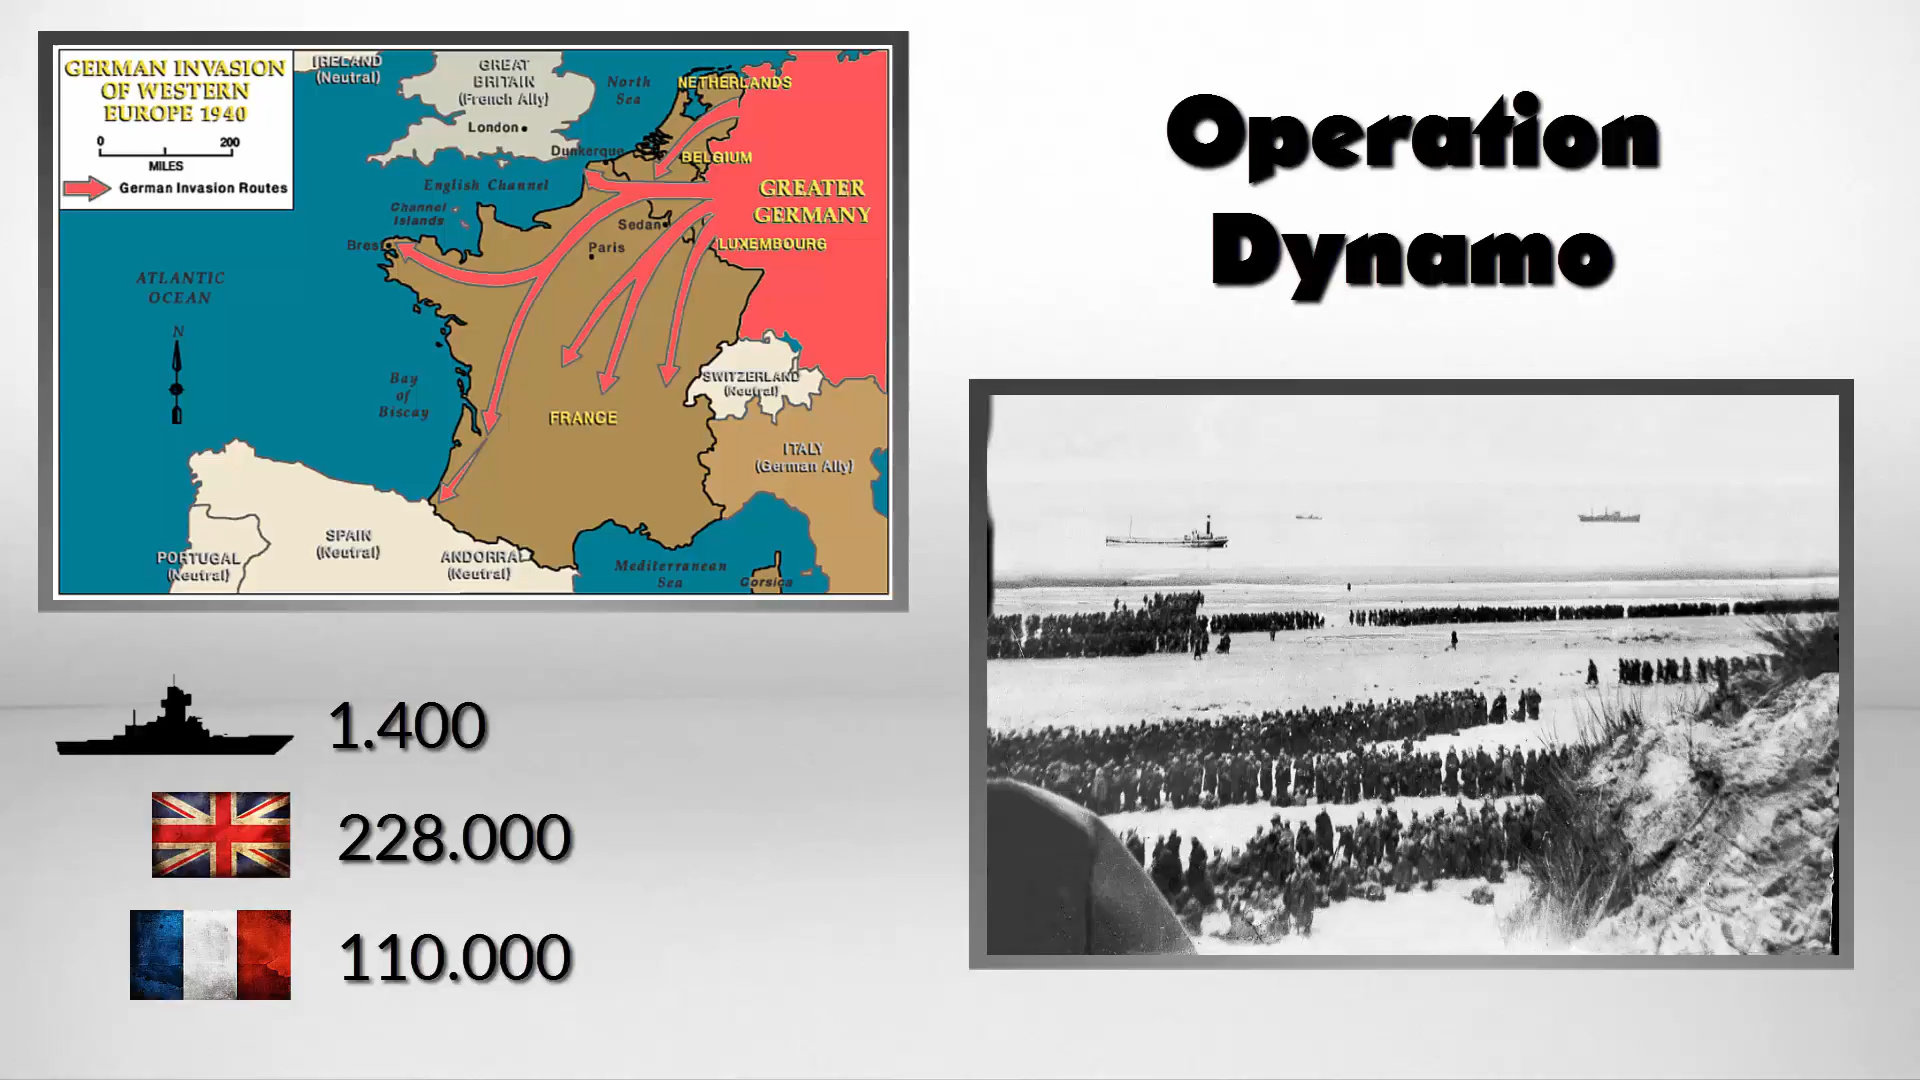 GERMAN INVASION
OF WESTERN
EUROPE 1940
0 200
MILES
German Invasion Routes
IRELAND
(Neutral)
GREAT
BRITAIN
(French Ally)
London
North
Sea
NETHERLANDS
Dunkerque
BELGIUM
English Channel
GREATER
GERMANY
Channel
Islands
Sedan
LUXEMBOURG
Brest
Paris
ATLANTIC
OCEAN
N
Bay
of
Biscay
SWITZERLAND
(Neutral)
FRANCE
ITALY
(German Ally)
SPAIN
(Neutral)
PORTUGAL
(Neutral)
ANDORRA
(Neutral)
Mediterranean
Sea
Corsica
Operation
Dynamo
1.400
228.000
110.000